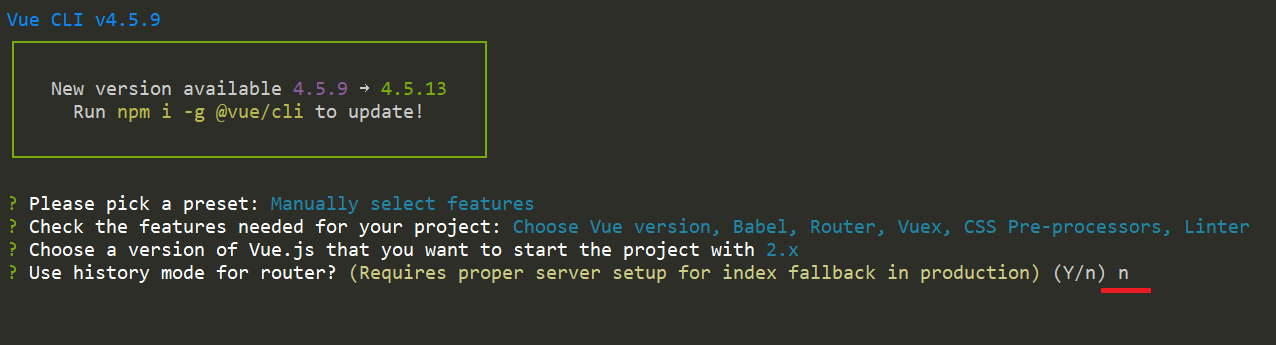 Vue CLI v4.5.9
New version available 4.5.9 → 4.5.13
Run npm i -g @vue/cli to update!
? Please pick a preset: Manually select features
? Check the features needed for your project: Choose Vue version, Babel, Router, Vuex, CSS Pre-processors, Linter
? Choose a version of Vue.js that you want to start the project with 2.x
? Use history mode for router? (Requires proper server setup for index fallback in production) (Y/n) n